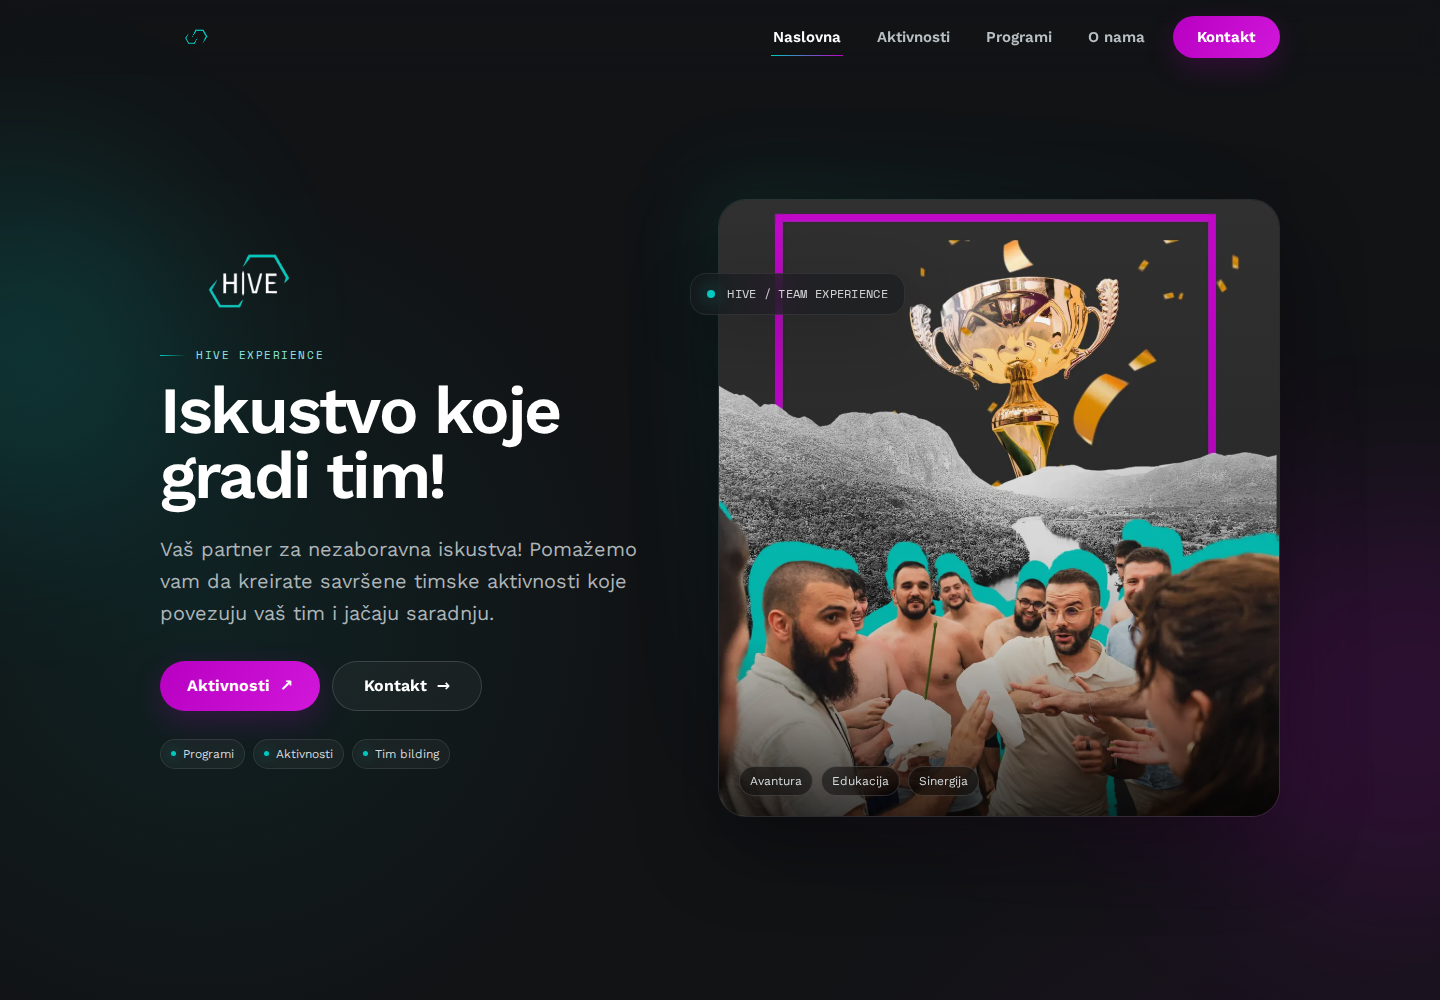 Naslovna
Aktivnosti
Programi
O nama
Kontakt
HIVE
HIVE EXPERIENCE
Iskustvo koje
gradi tim!
Vaš partner za nezaboravna iskustva! Pomažemo
vam da kreirate savršene timske aktivnosti koje
povezuju vaš tim i jačaju saradnju.
Aktivnosti ↗
Kontakt →
Programi
Aktivnosti
Tim bilding
HIVE / TEAM EXPERIENCE
Avantura
Edukacija
Sinergija